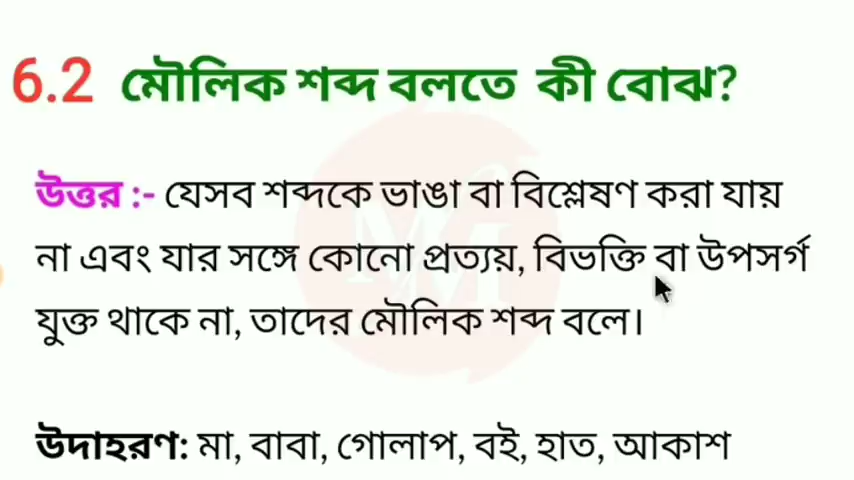 6.2 মৌলিক শব্দ বলতে কী বোঝ?
উত্তর :- যেসব শব্দকে ভাঙা বা বিশ্লেষণ করা যায়
না এবং যার সঙ্গে কোনো প্রত্যয়, বিভক্তি বা উপসর্গ
যুক্ত থাকে না, তাদের মৌলিক শব্দ বলে।
উদাহরণ: মা, বাবা, গোলাপ, বই, হাত, আকাশ